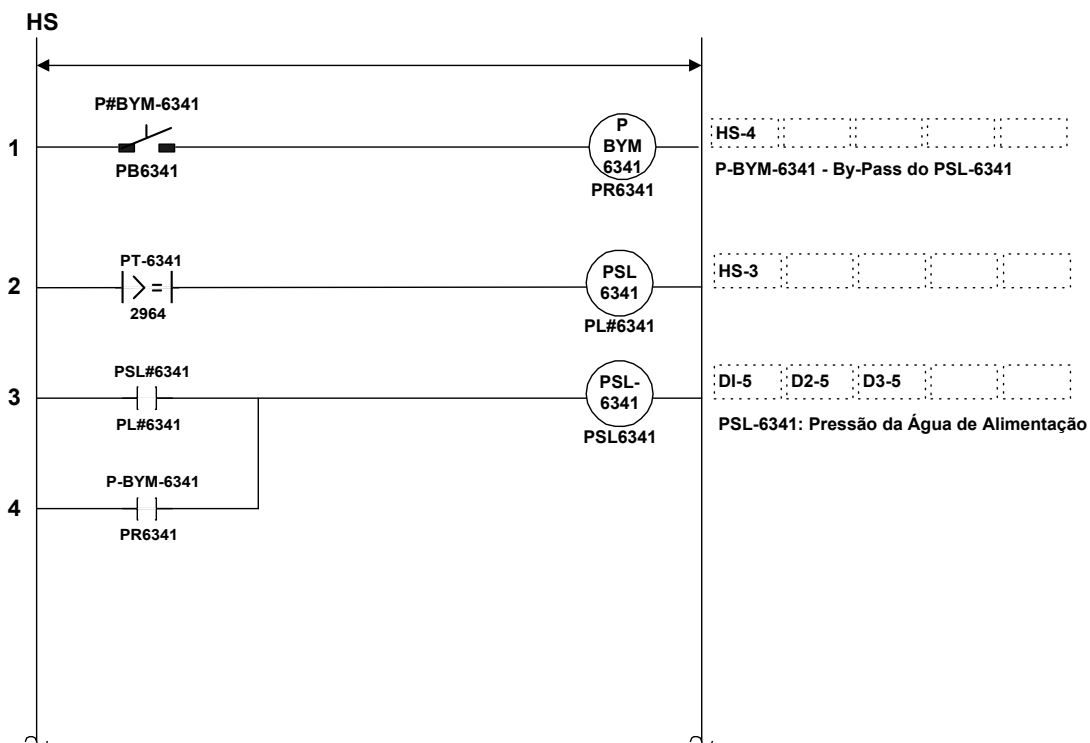 HS
P#BYM-6341
1
PB6341
P
BYM
6341
PR6341
HS-4
P-BYM-6341 - By-Pass do PSL-6341
PT-6341
2
> =
2964
PSL
6341
PL#6341
HS-3
PSL#6341
3
PL#6341
PSL-
6341
PSL6341
DI-5 D2-5 D3-5
PSL-6341: Pressão da Água de Alimentação
P-BYM-6341
4
PR6341